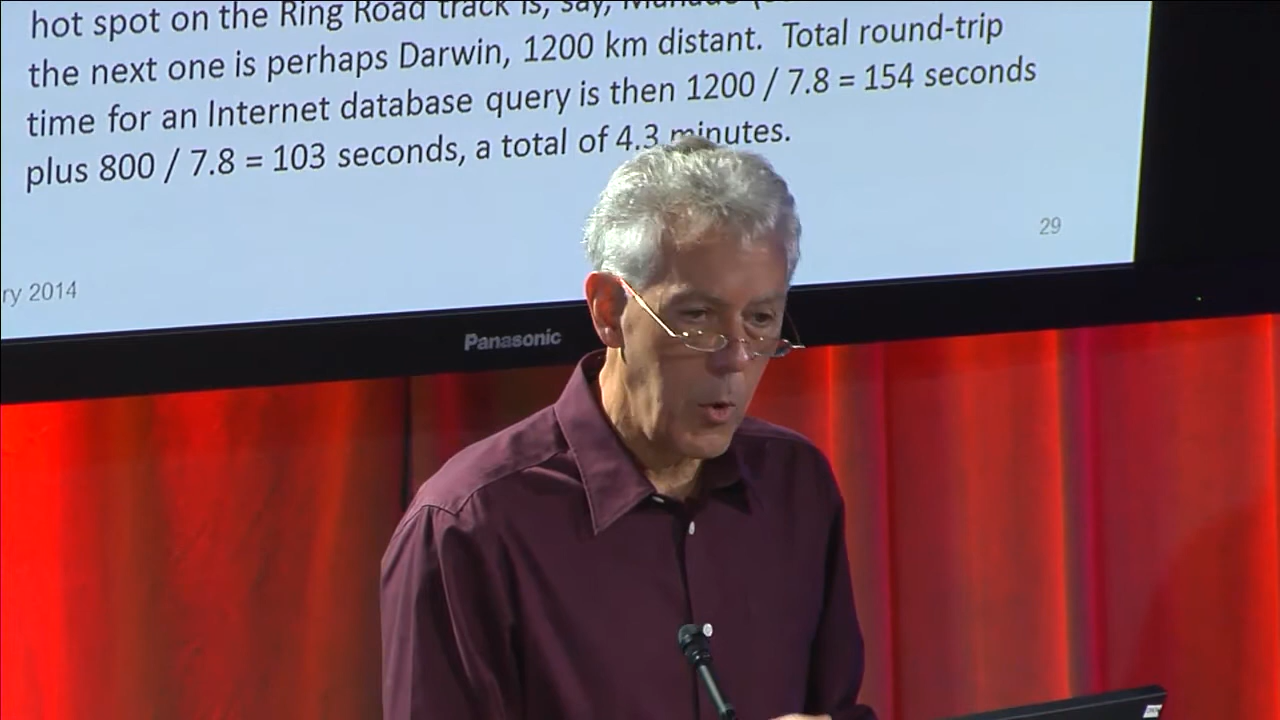 hot spot on the Ring Road track is, say,
the next one is perhaps Darwin, 1200 km distant. Total round-trip
time for an Internet database query is then 1200 / 7.8 = 154 seconds
plus 800 / 7.8 = 103 seconds, a total of 4.3 minutes.
29
ry 2014
Panasonic